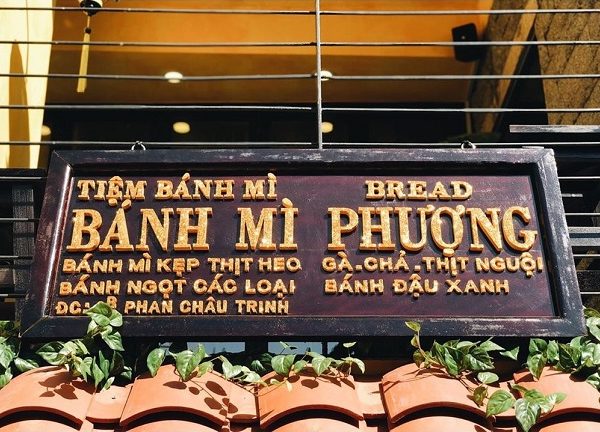 TIỆM BÁNH MÌ BREAD
BÁNH MÌ PHƯỢNG
BÁNH MÌ KẸP THỊT HEO GÀ-CHẢ-THỊT NGUỘI
BÁNH NGỌT CÁC LOẠI BÁNH ĐẬU XANH
ĐC: 2B PHAN CHÂU TRINH